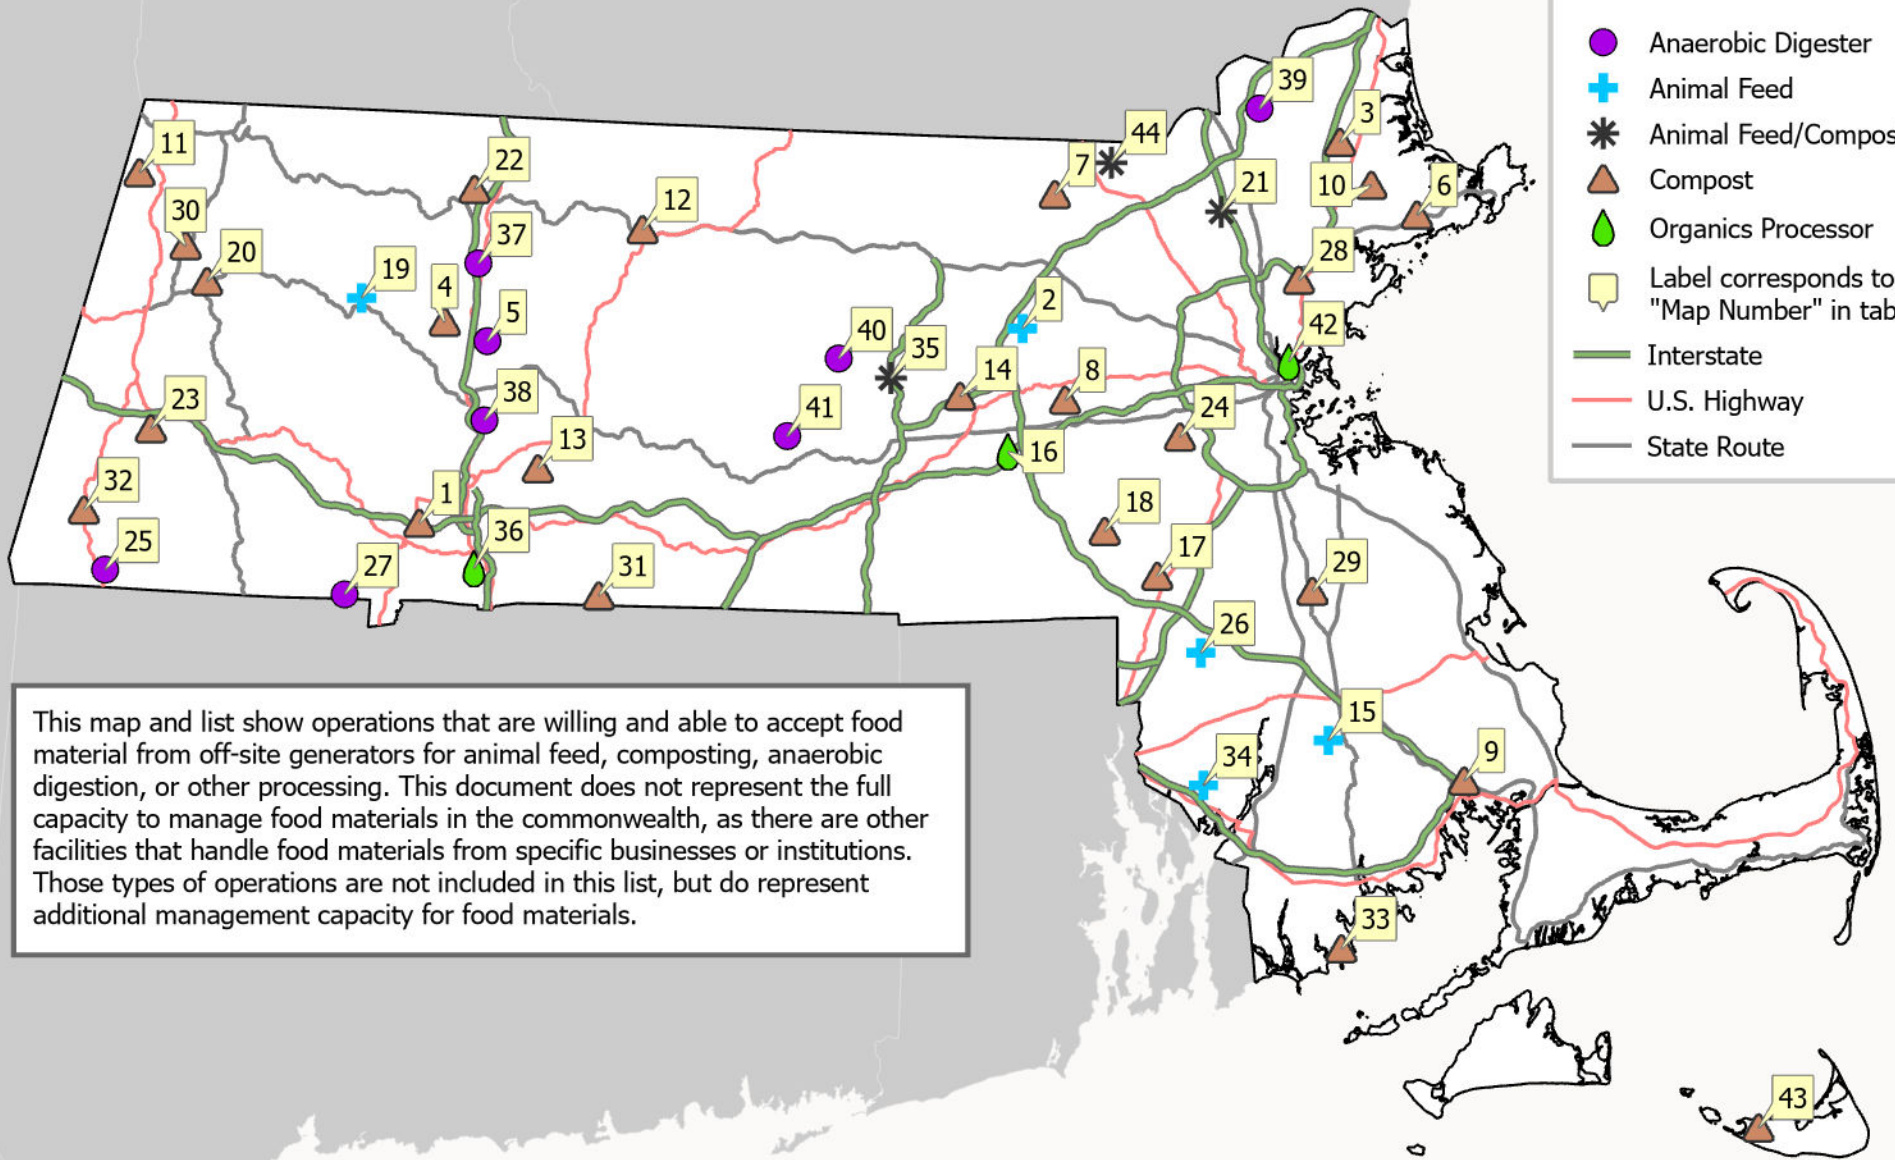 Anaerobic Digester
Animal Feed
Animal Feed/Compos
Compost
Organics Processor
Label corresponds to
"Map Number" in tab
Interstate
U.S. Highway
State Route
39
3
44
11
22
7
21
10
6
30
12
37
20
19
4
28
2
5
42
40
35
14
8
38
23
41
24
13
16
32
1
18
36
25
17
27
31
29
26
15
34
9
This map and list show operations that are willing and able to accept food
material from off-site generators for animal feed, composting, anaerobic
digestion, or other processing. This document does not represent the full
capacity to manage food materials in the commonwealth, as there are other
facilities that handle food materials from specific businesses or institutions.
Those types of operations are not included in this list, but do represent
additional management capacity for food materials.
33
43